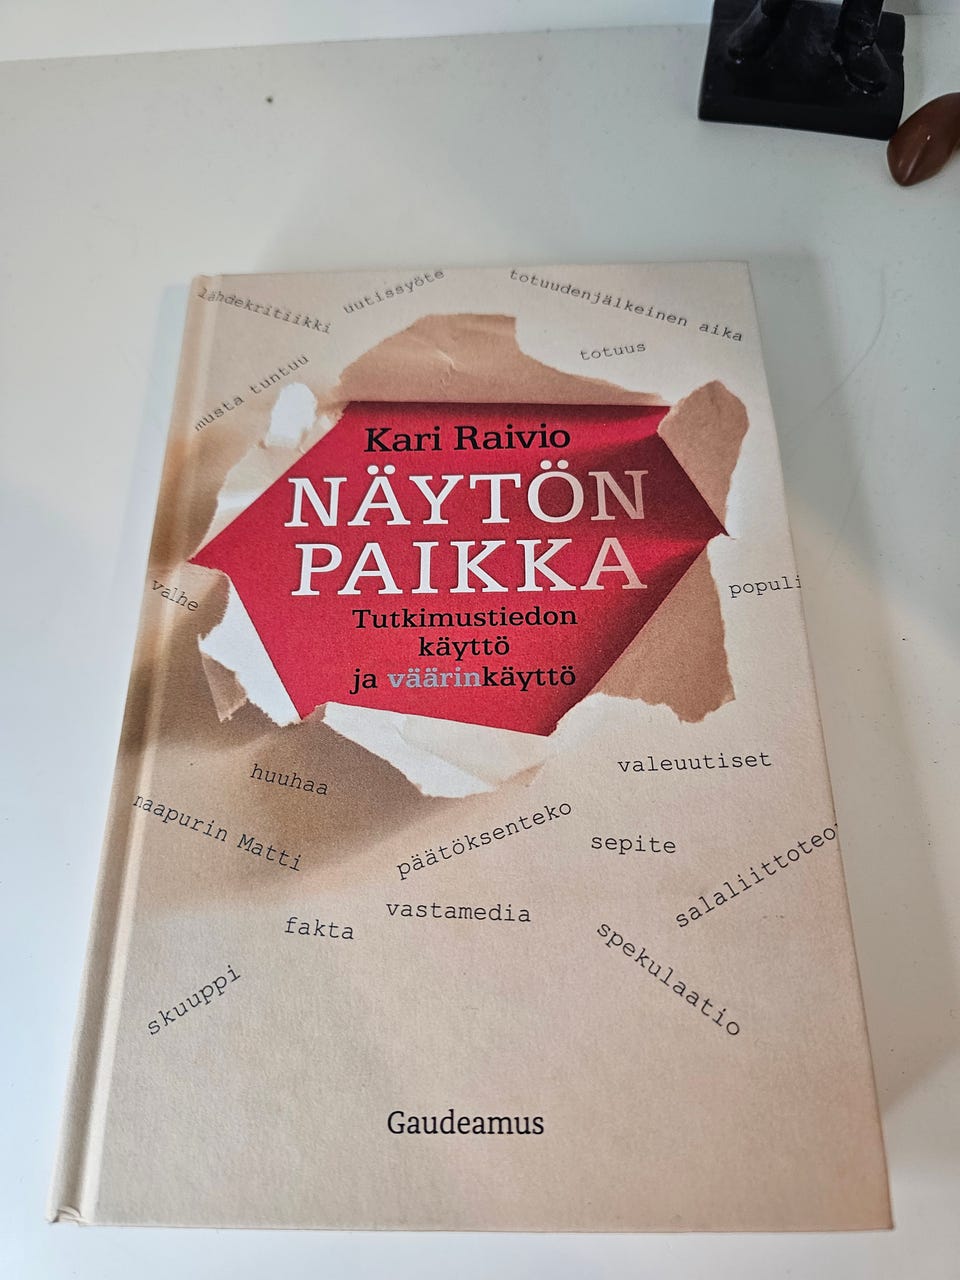 lähdekritiikki
uutissyöte
totuudenjälkeinen aika
totuus
musta tuntuu
Kari Raivio
NÄYTÖN
PAIKKA
Tutkimustiedon
käyttö
ja väärinkäyttö
valhe
populi
valeuutiset
huuhaa
naapurin Matti
päätöksenteko
sepite
salaliittoteo
vastamedia
fakta
spekulaatio
skuuppi
Gaudeamus